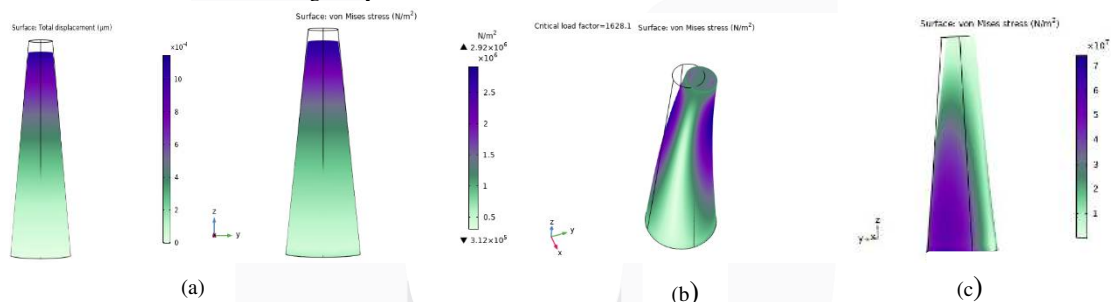 Surface: Total displacement (μm)
×10⁻⁴
10
8
6
4
2
0
z
y
(a)
Surface: von Mises stress (N/m²)
N/m²
▲ 2.92×10⁶
×10⁶
2.5
2
1.5
1
0.5
▼ 3.12×10⁵
Critical load factor=1628.1 Surface: von Mises stress (N/m²)
z
y
x
(b)
Surface: von Mises stress (N/m²)
×10⁷
7
6
5
4
3
2
1
z
y x
(c)